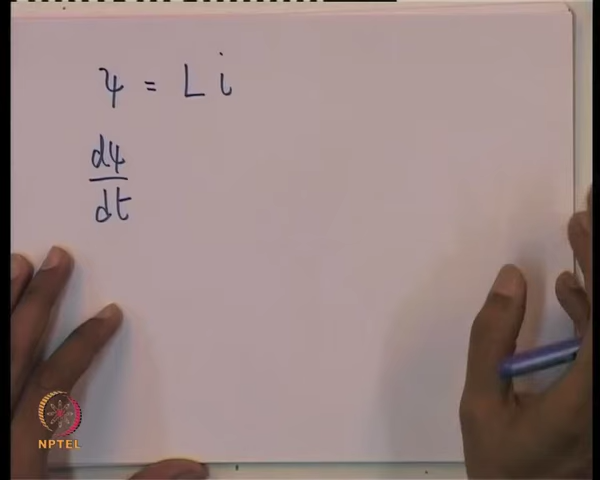 ψ = L i
dψ
dt
NPTEL